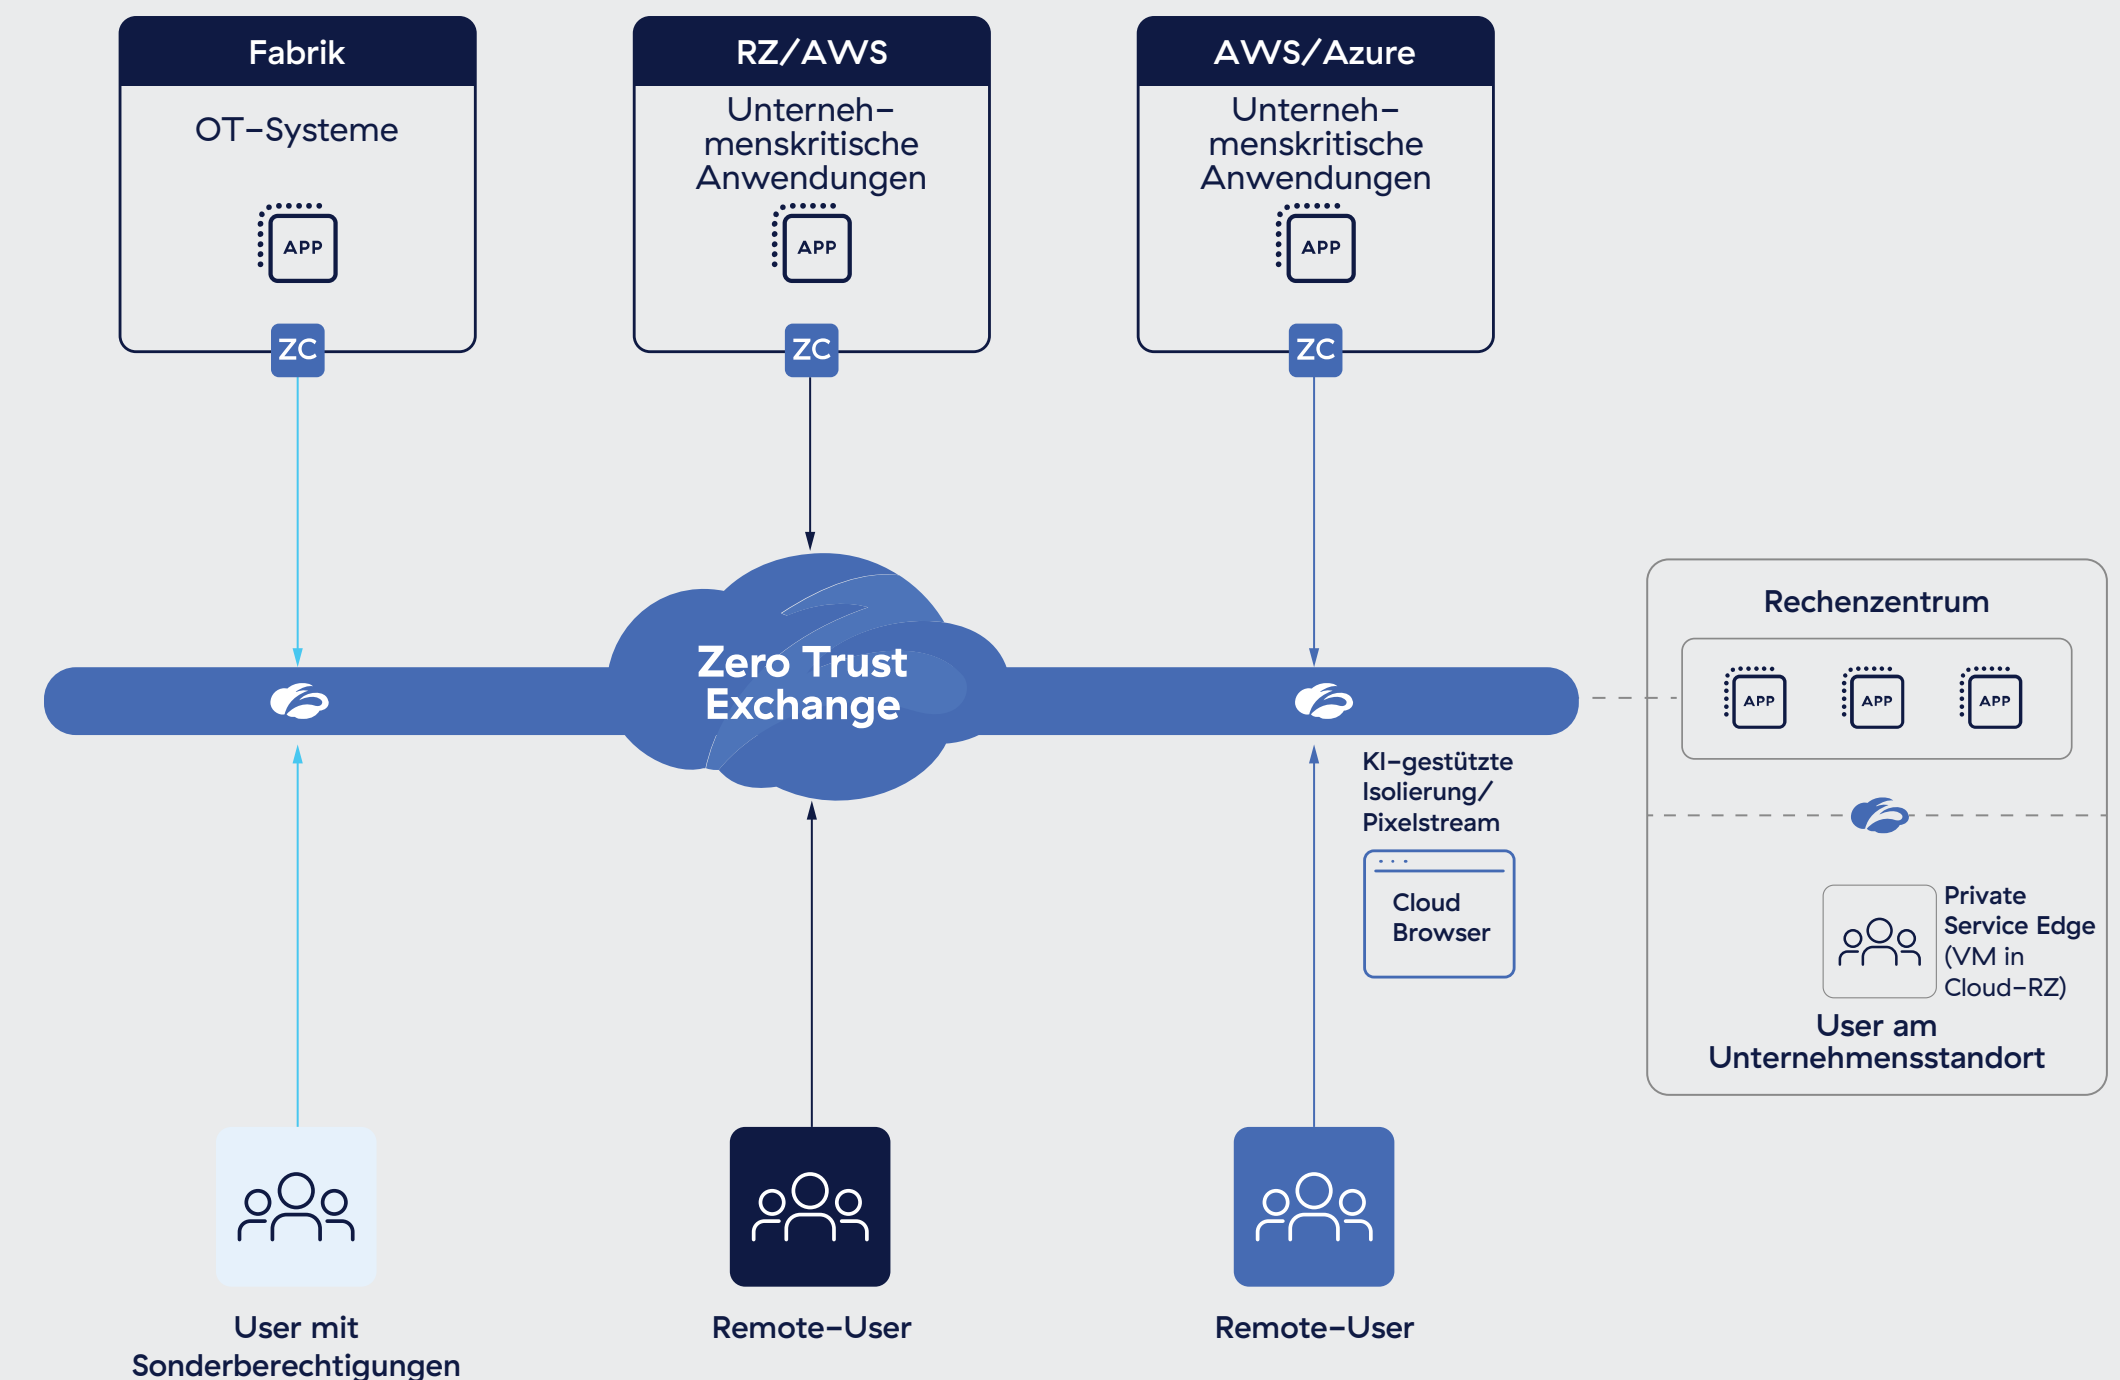 Fabrik
OT-Systeme
APP
ZC
RZ/AWS
Unterneh-
menskritische
Anwendungen
APP
ZC
AWS/Azure
Unterneh-
menskritische
Anwendungen
APP
ZC
Zero Trust
Exchange
KI-gestützte
Isolierung/
Pixelstream
Cloud
Browser
Rechenzentrum
APP APP APP
Private
Service Edge
(VM in
Cloud-RZ)
User am
Unternehmensstandort
User mit
Sonderberechtigungen
Remote-User
Remote-User